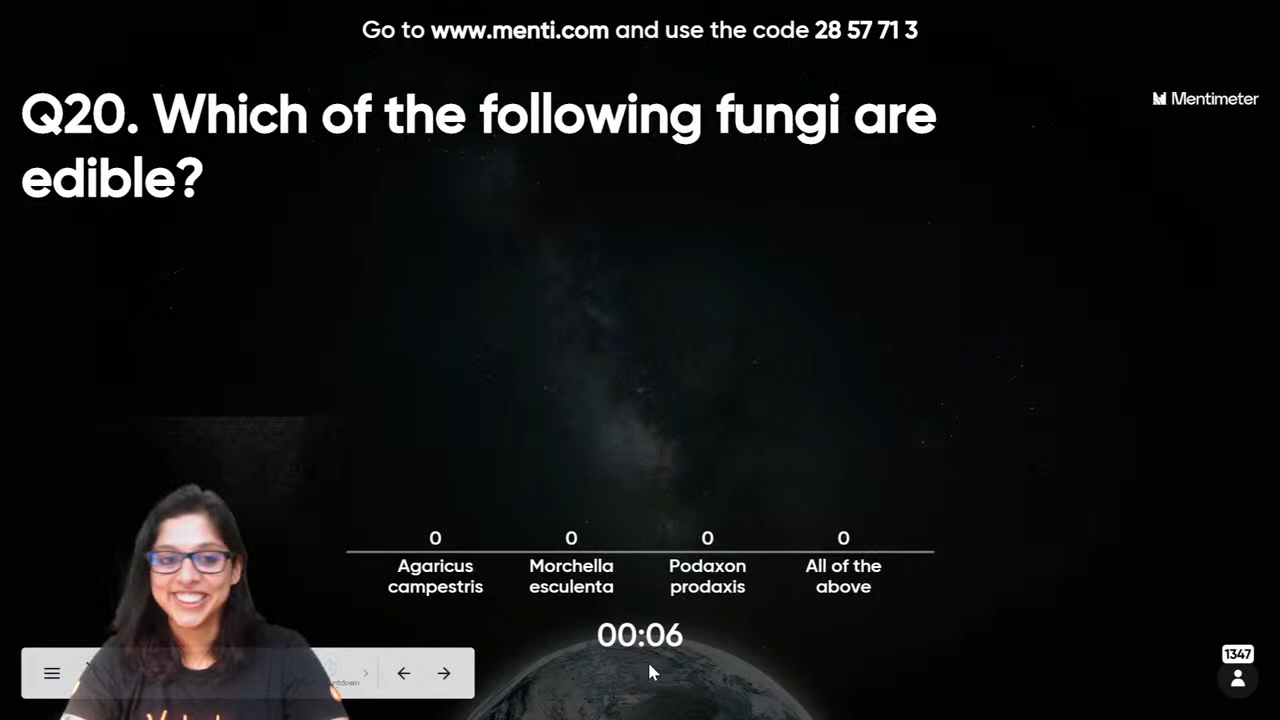 Go to www.menti.com and use the code 28 57 71 3
Mentimeter
Q20. Which of the following fungi are
edible?
0 0 0 0
Agaricus Morchella Podaxon All of the
campestris esculenta prodaxis above
00:06
1347